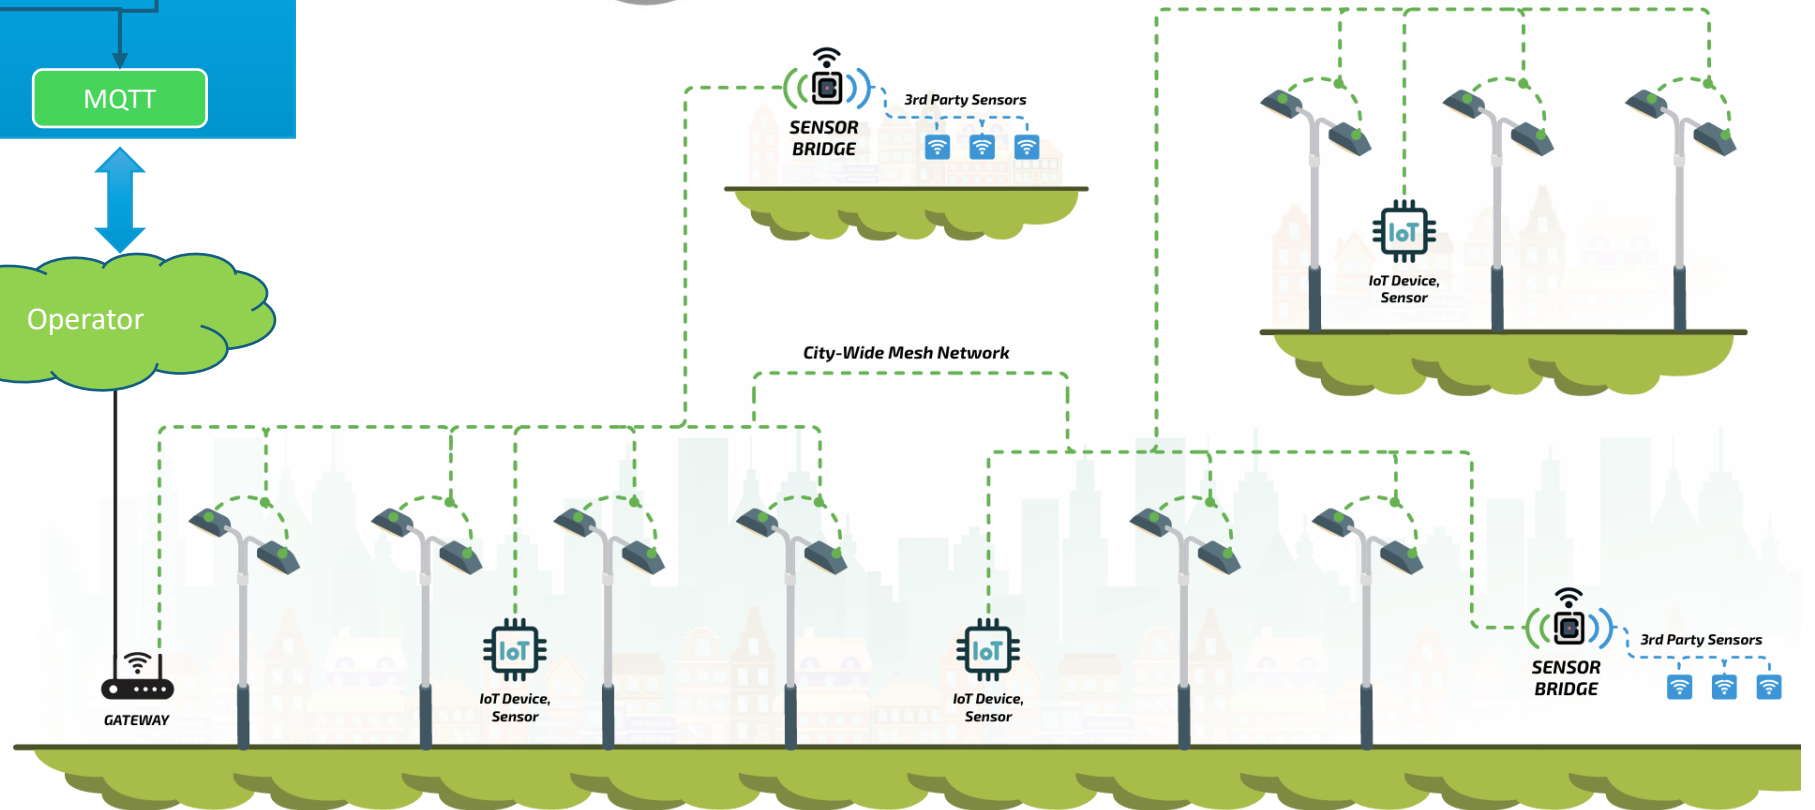 MQTT
Operator
GATEWAY
SENSOR
BRIDGE
3rd Party Sensors
City-Wide Mesh Network
IoT
IoT Device,
Sensor
IoT
IoT Device,
Sensor
IoT
IoT Device,
Sensor
3rd Party Sensors
SENSOR
BRIDGE